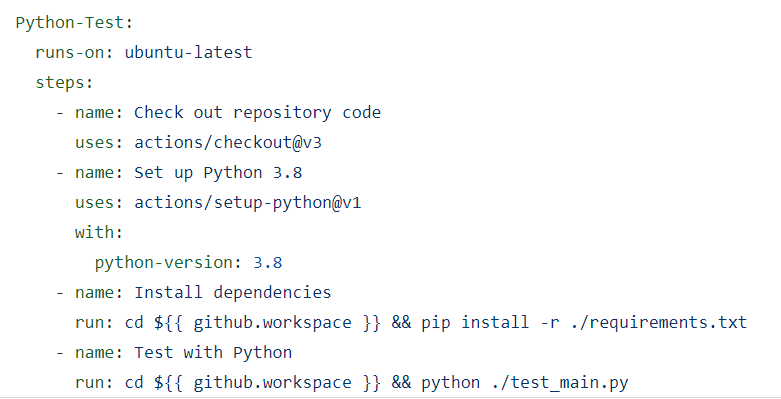 Python-Test:
runs-on: ubuntu-latest
steps:
- name: Check out repository code
uses: actions/checkout@v3
- name: Set up Python 3.8
uses: actions/setup-python@v1
with:
python-version: 3.8
- name: Install dependencies
run: cd ${{ github.workspace }} && pip install -r ./requirements.txt
- name: Test with Python
run: cd ${{ github.workspace }} && python ./test_main.py